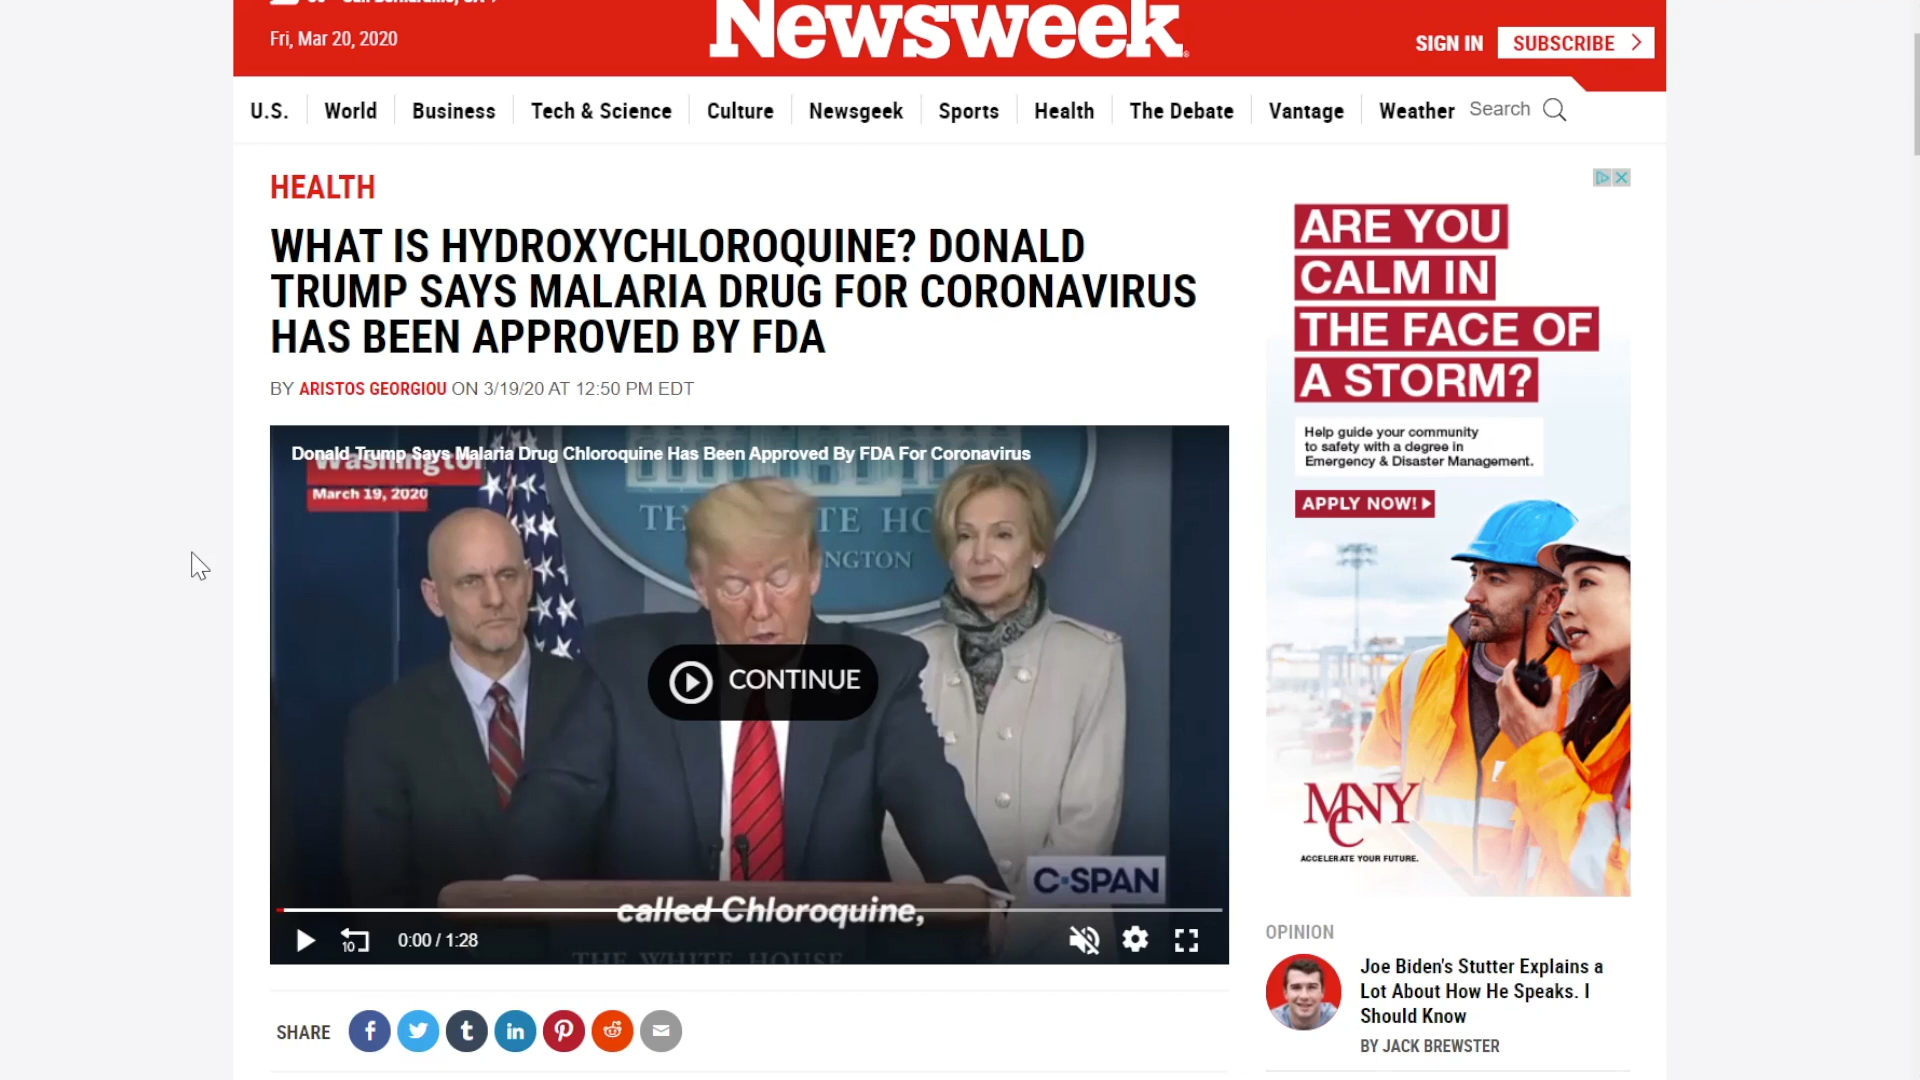 Fri, Mar 20, 2020
Newsweek
SIGN IN
SUBSCRIBE
U.S.
World
Business
Tech & Science
Culture
Newsgeek
Sports
Health
The Debate
Vantage
Weather
Search
HEALTH
WHAT IS HYDROXYCHLOROQUINE? DONALD
TRUMP SAYS MALARIA DRUG FOR CORONAVIRUS
HAS BEEN APPROVED BY FDA
BY ARISTOS GEORGIOU ON 3/19/20 AT 12:50 PM EDT
Donald Trump Says Malaria Drug Chloroquine Has Been Approved By FDA For Coronavirus
Washington
March 19, 2020
CONTINUE
C-SPAN
called Chloroquine,
10
0:00 / 1:28
THE WHITE HOUSE
SHARE
ARE YOU
CALM IN
THE FACE OF
A STORM?
Help guide your community
to safety with a degree in
Emergency & Disaster Management.
APPLY NOW!
MCNY
ACCELERATE YOUR FUTURE.
OPINION
Joe Biden's Stutter Explains a
Lot About How He Speaks. I
Should Know
BY JACK BREWSTER